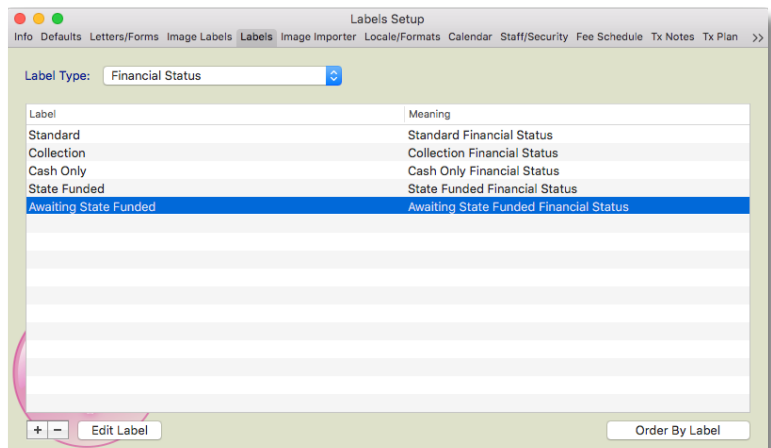 Labels Setup
Info Defaults Letters/Forms Image Labels Labels Image Importer Locale/Formats Calendar Staff/Security Fee Schedule Tx Notes Tx Plan >>
Label Type: Financial Status
Label Meaning
Standard Standard Financial Status
Collection Collection Financial Status
Cash Only Cash Only Financial Status
State Funded State Funded Financial Status
Awaiting State Funded Awaiting State Funded Financial Status
+ − Edit Label Order By Label